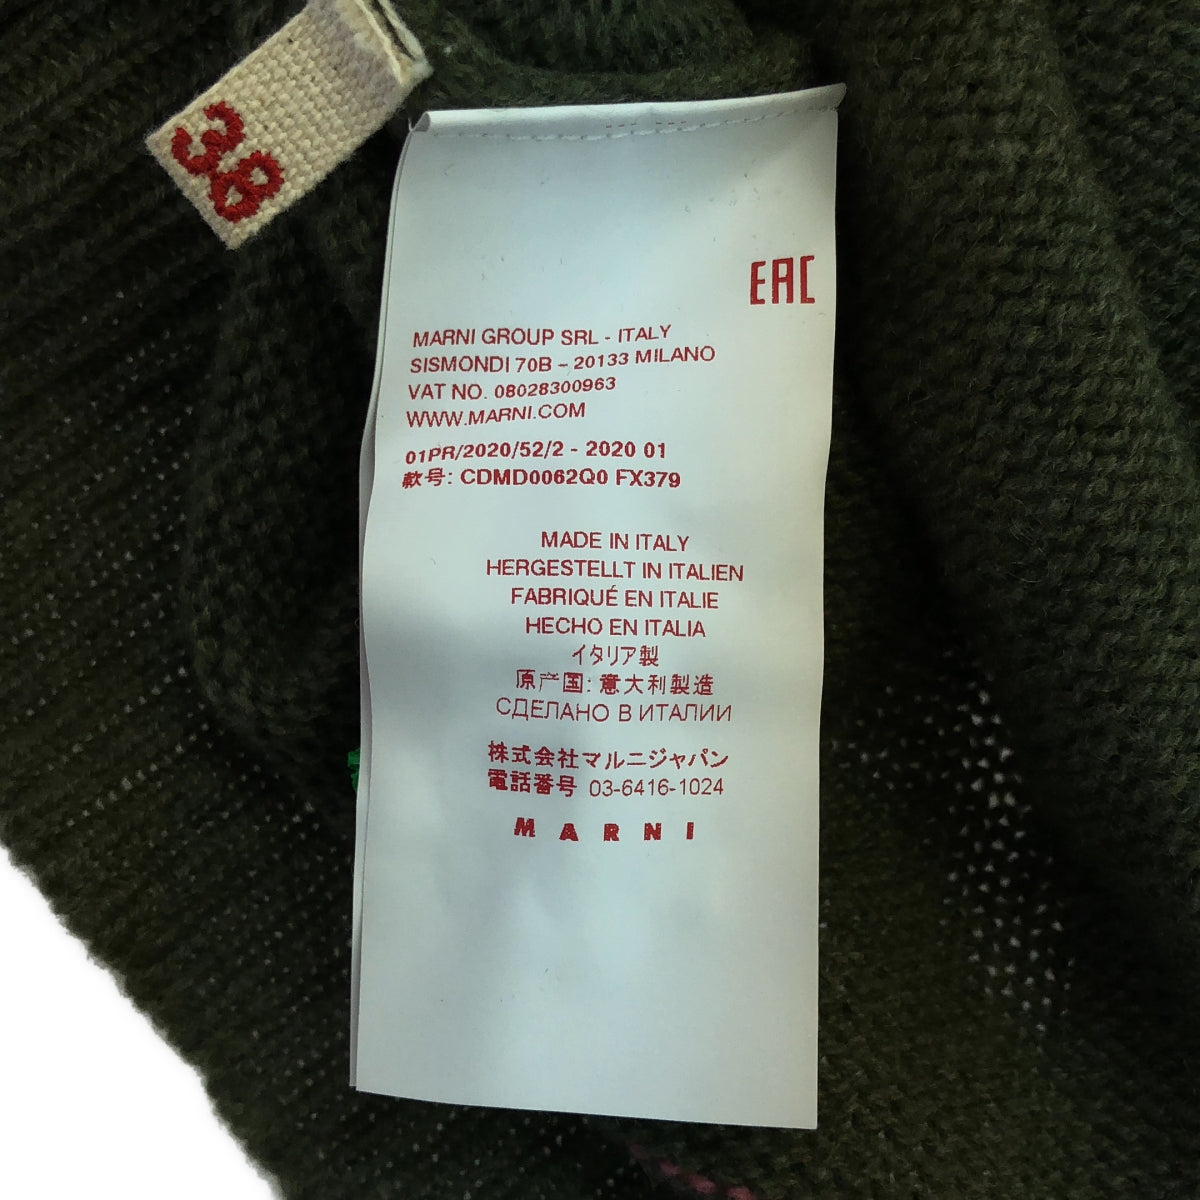 38
EAC
MARNI GROUP SRL - ITALY
SISMONDI 70B – 20133 MILANO
VAT NO. 08028300963
WWW.MARNI.COM
01PR/2020/52/2 - 2020 01
款号: CDMD0062Q0 FX379
MADE IN ITALY
HERGESTELLT IN ITALIEN
FABRIQUÉ EN ITALIE
HECHO EN ITALIA
イタリア製
原产国: 意大利製造
СДЕЛАНО В ИТАЛИИ
株式会社マルニジャパン
電話番号 03-6416-1024
MARNI